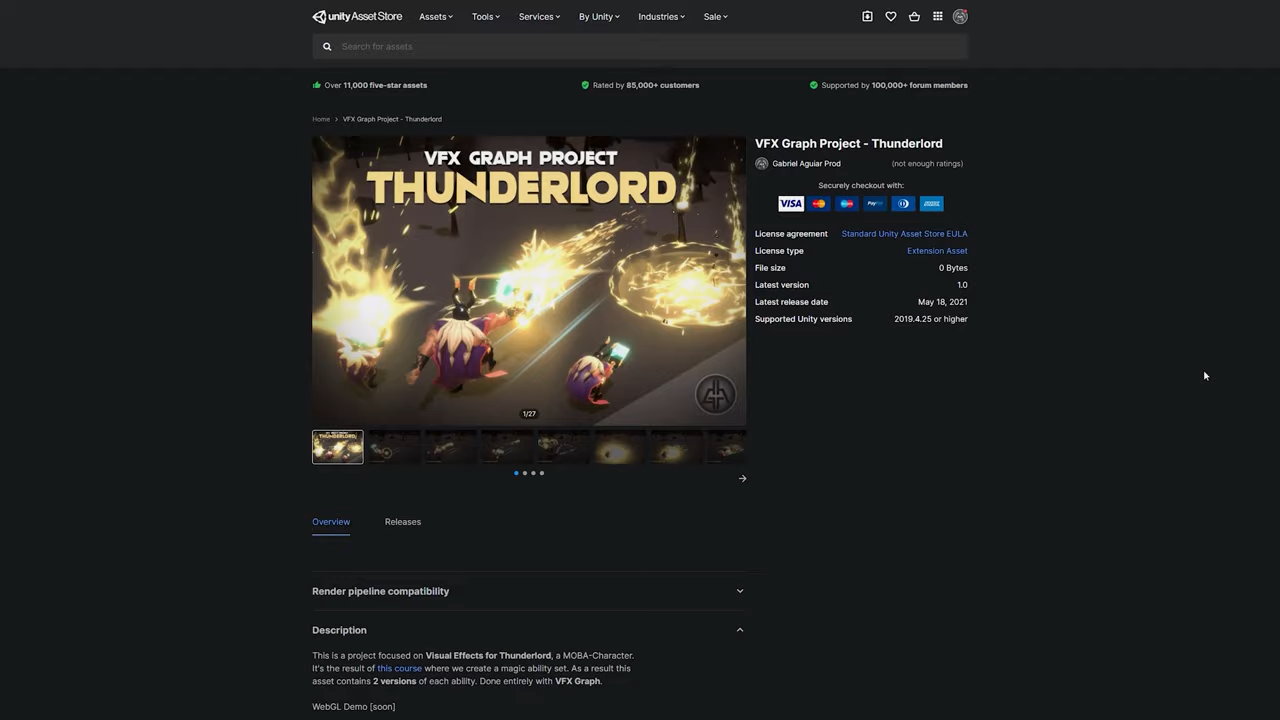 unity Asset Store
Assets
Tools
Services
By Unity
Industries
Sale
Search for assets
Over 11,000 five-star assets
Rated by 85,000+ customers
Supported by 100,000+ forum members
Home > VFX Graph Project - Thunderlord
VFX GRAPH PROJECT
THUNDERLORD
1/27
VFX Graph Project - Thunderlord
Gabriel Aguiar Prod
(not enough ratings)
Securely checkout with:
VISA
PayPal
License agreement Standard Unity Asset Store EULA
License type Extension Asset
File size 0 Bytes
Latest version 1.0
Latest release date May 18, 2021
Supported Unity versions 2019.4.25 or higher
Overview
Releases
Render pipeline compatibility
Description
This is a project focused on Visual Effects for Thunderlord, a MOBA-Character.
It's the result of this course where we create a magic ability set. As a result this
asset contains 2 versions of each ability. Done entirely with VFX Graph.
WebGL Demo [soon]